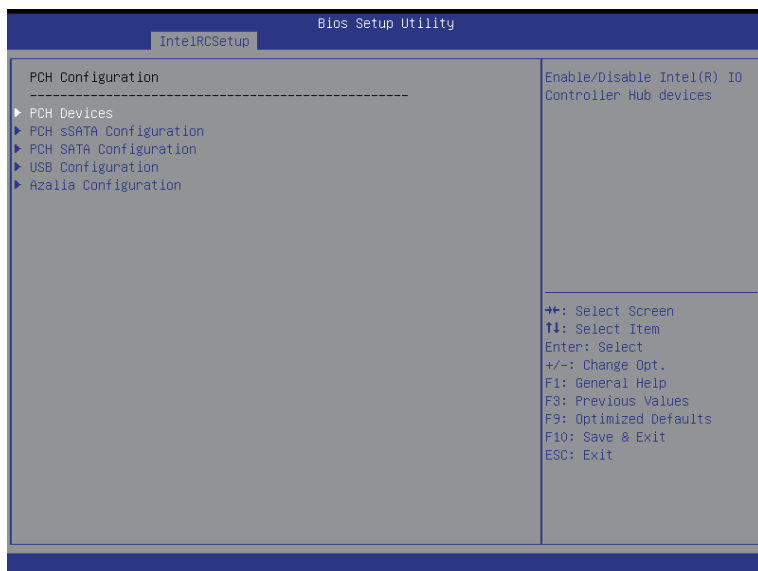 Bios Setup Utility
IntelRCSetup
PCH Configuration
--------------------------------------------------
PCH Devices
PCH sSATA Configuration
PCH SATA Configuration
USB Configuration
Azalia Configuration
Enable/Disable Intel(R) IO
Controller Hub devices
→←: Select Screen
↑↓: Select Item
Enter: Select
+/-: Change Opt.
F1: General Help
F3: Previous Values
F9: Optimized Defaults
F10: Save & Exit
ESC: Exit